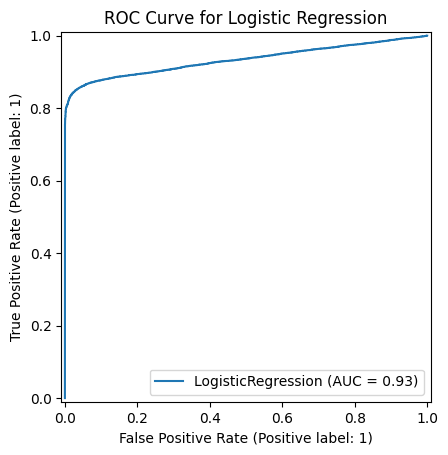 ROC Curve for Logistic Regression
True Positive Rate (Positive label: 1)
1.0
0.8
0.6
0.4
0.2
0.0
LogisticRegression (AUC = 0.93)
0.0 0.2 0.4 0.6 0.8 1.0
False Positive Rate (Positive label: 1)